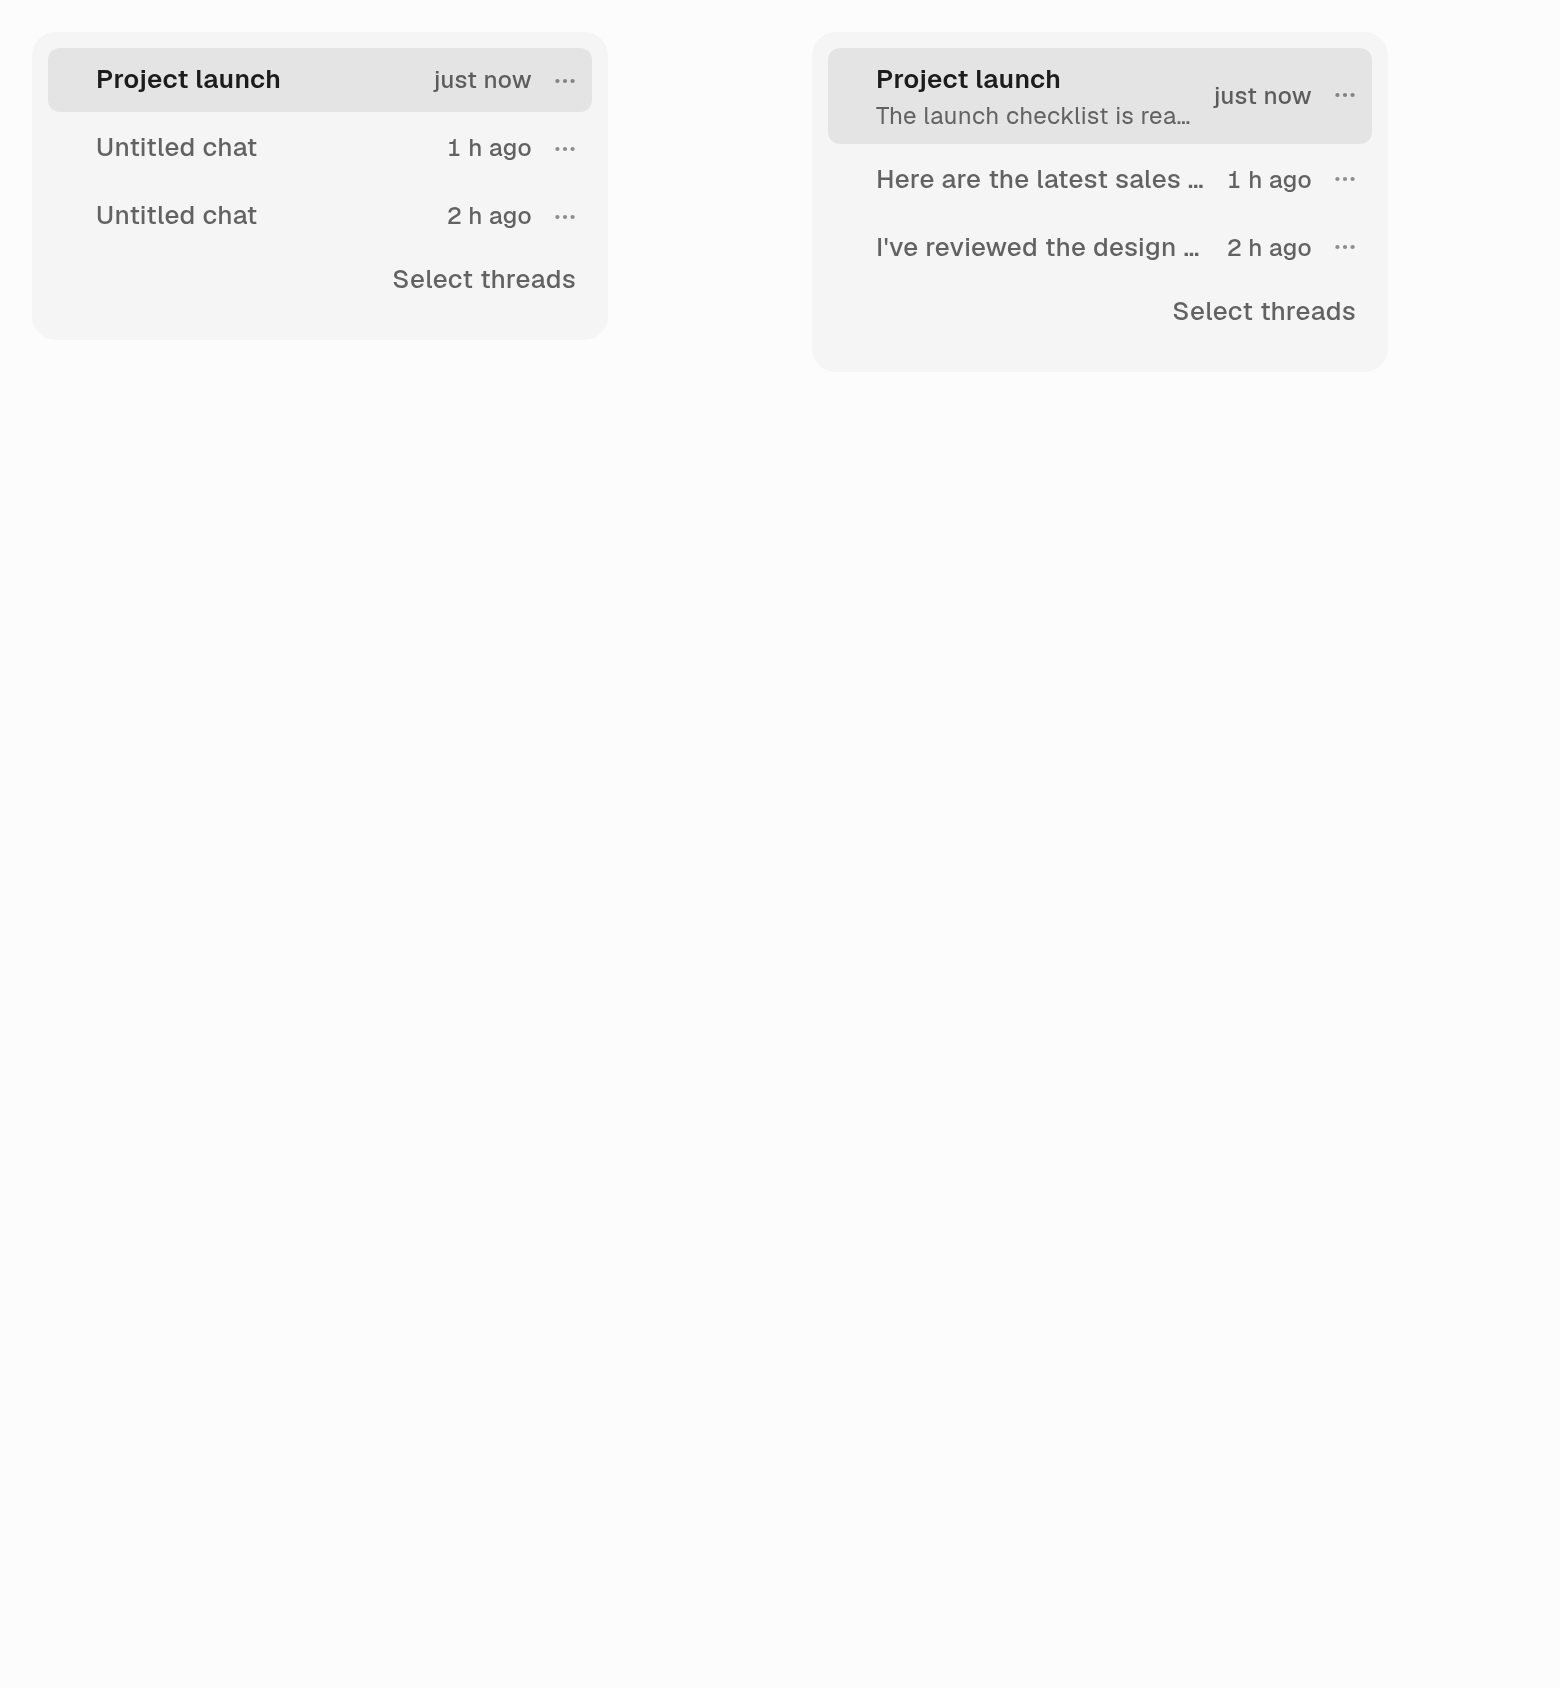 Project launch just now ...
Untitled chat 1 h ago ...
Untitled chat 2 h ago ...
Select threads
Project launch
The launch checklist is rea... just now ...
Here are the latest sales ... 1 h ago ...
I've reviewed the design ... 2 h ago ...
Select threads